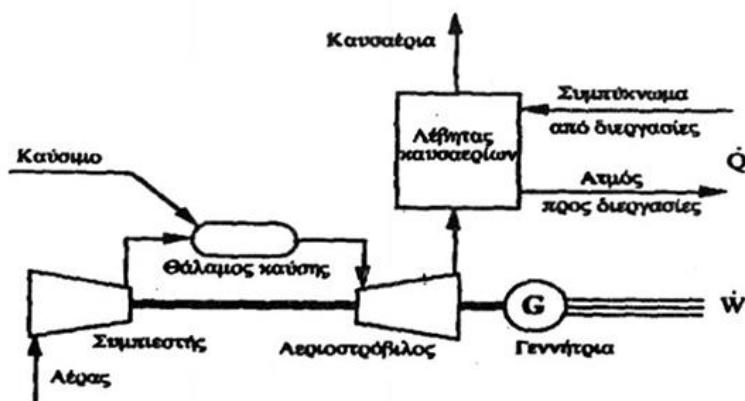 Καυσαέρια
Συμπύκνωμα
από διεργασίες
Λέβητας
καυσαερίων
Q̇
Ατμός
προς διεργασίες
Καύσιμο
Θάλαμος καύσης
G
Ẇ
Συμπιεστής
Αεριοστρόβιλος
Γεννήτρια
Αέρας